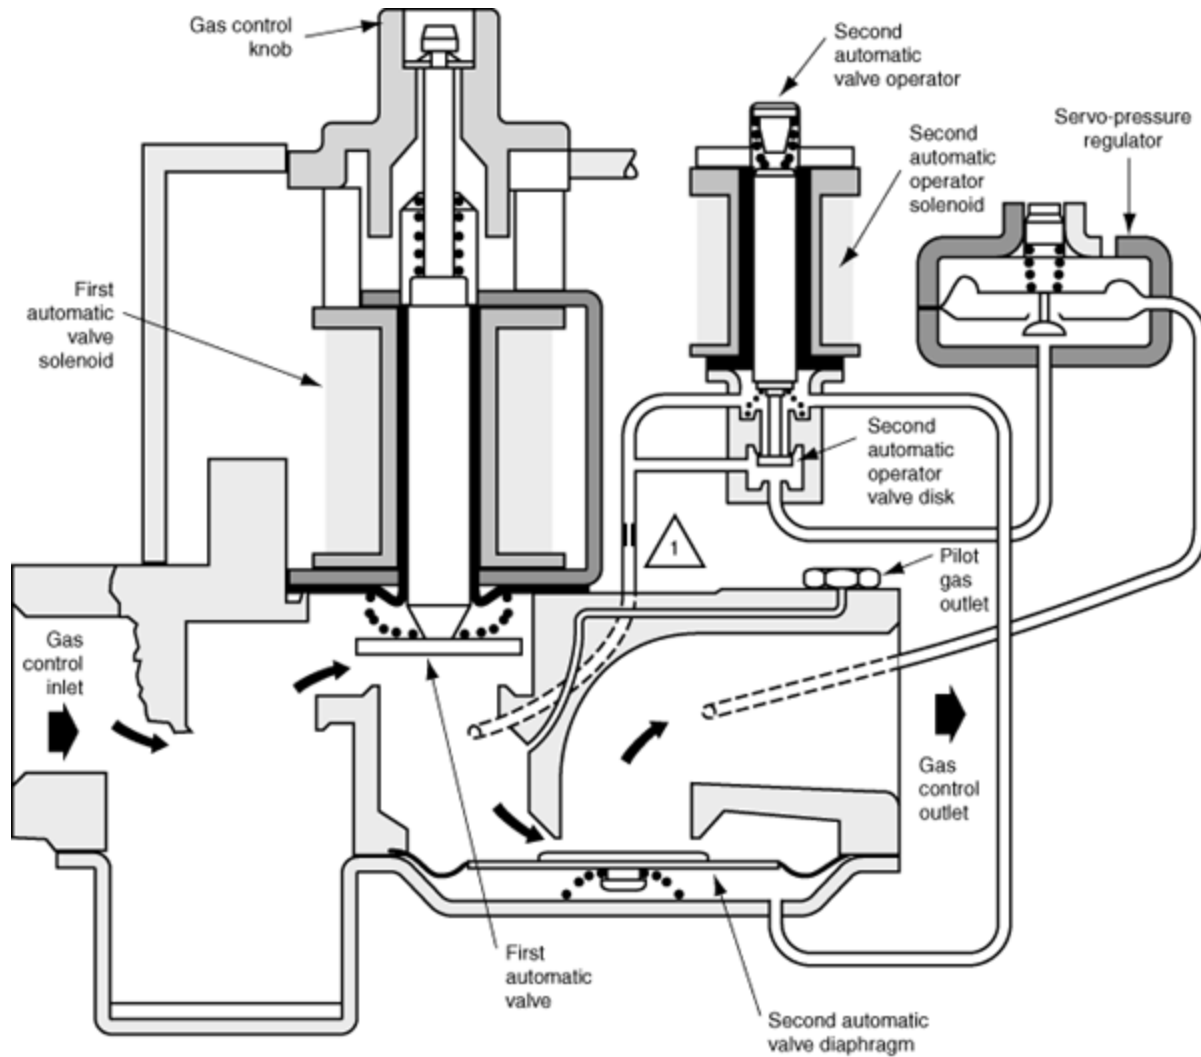 Gas control
knob
Second
automatic
valve operator
Servo-pressure
regulator
Second
automatic
operator
solenoid
First
automatic
valve
solenoid
Second
automatic
operator
valve disk
1
Pilot
gas
outlet
Gas
control
inlet
Gas
control
outlet
First
automatic
valve
Second automatic
valve diaphragm